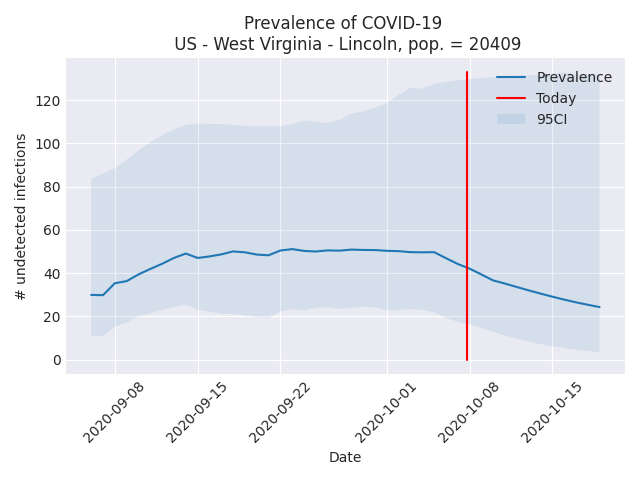 Prevalence of COVID-19
US - West Virginia - Lincoln, pop. = 20409
Prevalence
Today
95CI
120
100
80
60
40
20
0
# undetected infections
2020-09-08
2020-09-15
2020-09-22
2020-10-01
2020-10-08
2020-10-15
Date